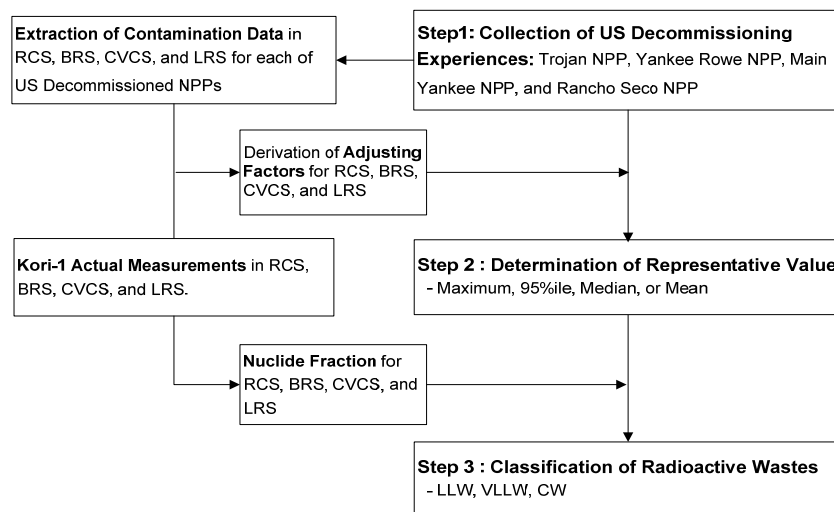 Extraction of Contamination Data in
RCS, BRS, CVCS, and LRS for each of
US Decommissioned NPPs
Step1: Collection of US Decommissioning
Experiences: Trojan NPP, Yankee Rowe NPP, Main
Yankee NPP, and Rancho Seco NPP
Derivation of Adjusting
Factors for RCS, BRS,
CVCS, and LRS
Kori-1 Actual Measurements in RCS,
BRS, CVCS, and LRS.
Step 2 : Determination of Representative Value
- Maximum, 95%ile, Median, or Mean
Nuclide Fraction for
RCS, BRS, CVCS, and
LRS
Step 3 : Classification of Radioactive Wastes
- LLW, VLLW, CW